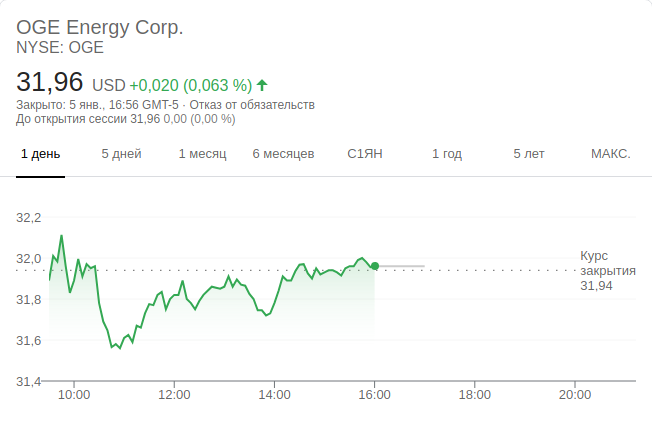 OGE Energy Corp.
NYSE: OGE
31,96 USD +0,020 (0,063 %)
Закрыто: 5 янв., 16:56 GMT-5 · Отказ от обязательств
До открытия сессии 31,96 0,00 (0,00 %)
1 день 5 дней 1 месяц 6 месяцев С1ЯН 1 год 5 лет МАКС.
32,2
32,0
31,8
31,6
31,4
Курс
закрытия
31,94
10:00 12:00 14:00 16:00 18:00 20:00